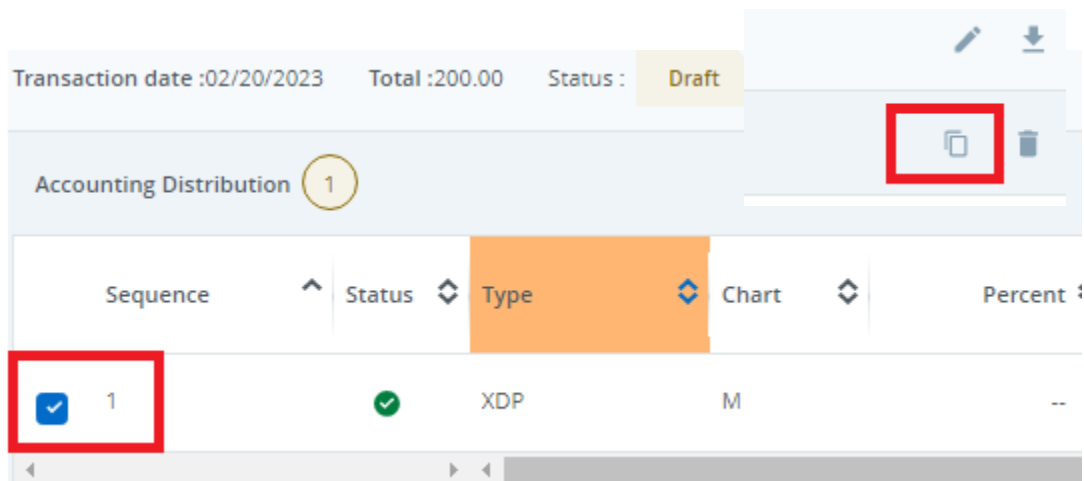 Transaction date :02/20/2023 Total :200.00 Status : Draft
Accounting Distribution 1
Sequence Status Type Chart Percent
1 XDP M --